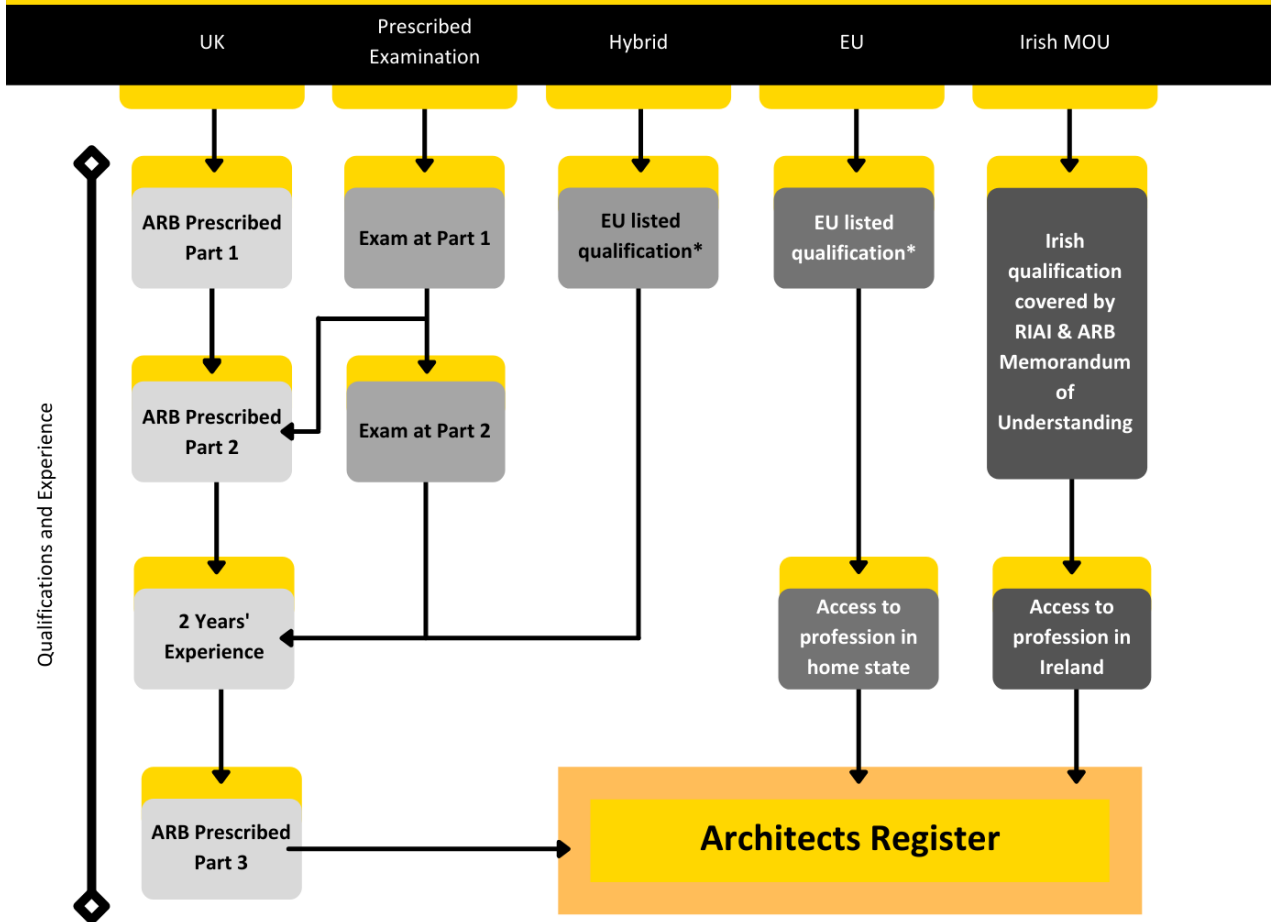 UK
Prescribed
Examination
Hybrid
EU
Irish MOU
Qualifications and Experience
ARB Prescribed
Part 1
Exam at Part 1
EU listed
qualification*
EU listed
qualification*
Irish
qualification
covered by
RIAI & ARB
Memorandum
of
Understanding
ARB Prescribed
Part 2
Exam at Part 2
2 Years'
Experience
Access to
profession in
home state
Access to
profession in
Ireland
ARB Prescribed
Part 3
Architects Register